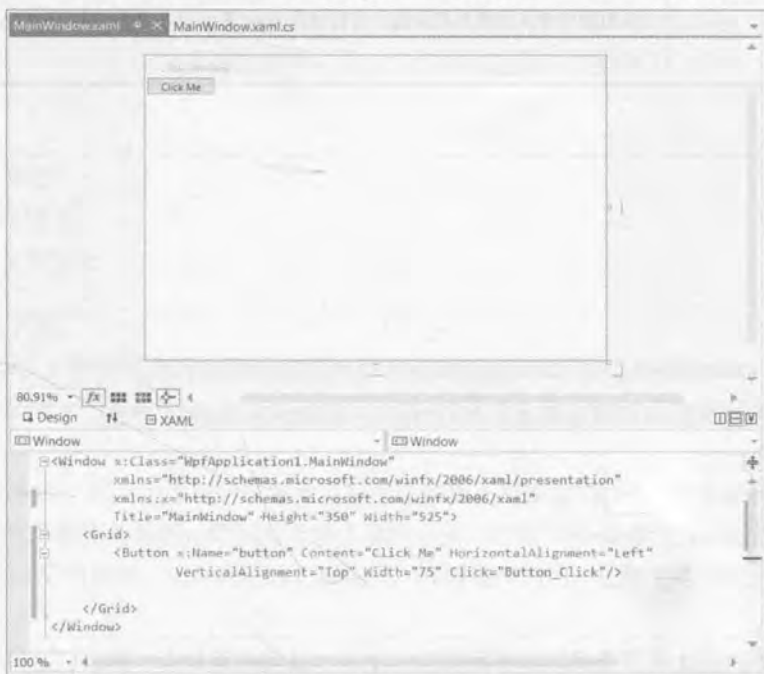 MainWindow.xaml MainWindow.xaml.cs
Click Me
80.91% fx
Design XAML
Window Window
<Window x:Class="WpfApplication1.MainWindow"
xmlns="http://schemas.microsoft.com/winfx/2006/xaml/presentation"
xmlns:x="http://schemas.microsoft.com/winfx/2006/xaml"
Title="MainWindow" Height="350" Width="525">
<Grid>
<Button x:Name="button" Content="Click Me" HorizontalAlignment="Left"
VerticalAlignment="Top" Width="75" Click="Button_Click"/>
</Grid>
</Window>
100 %